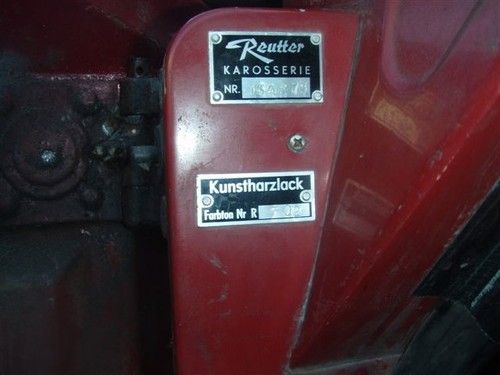 Reutter
KAROSSERIE
NR.
Kunstharzlack
Farbton Nr R